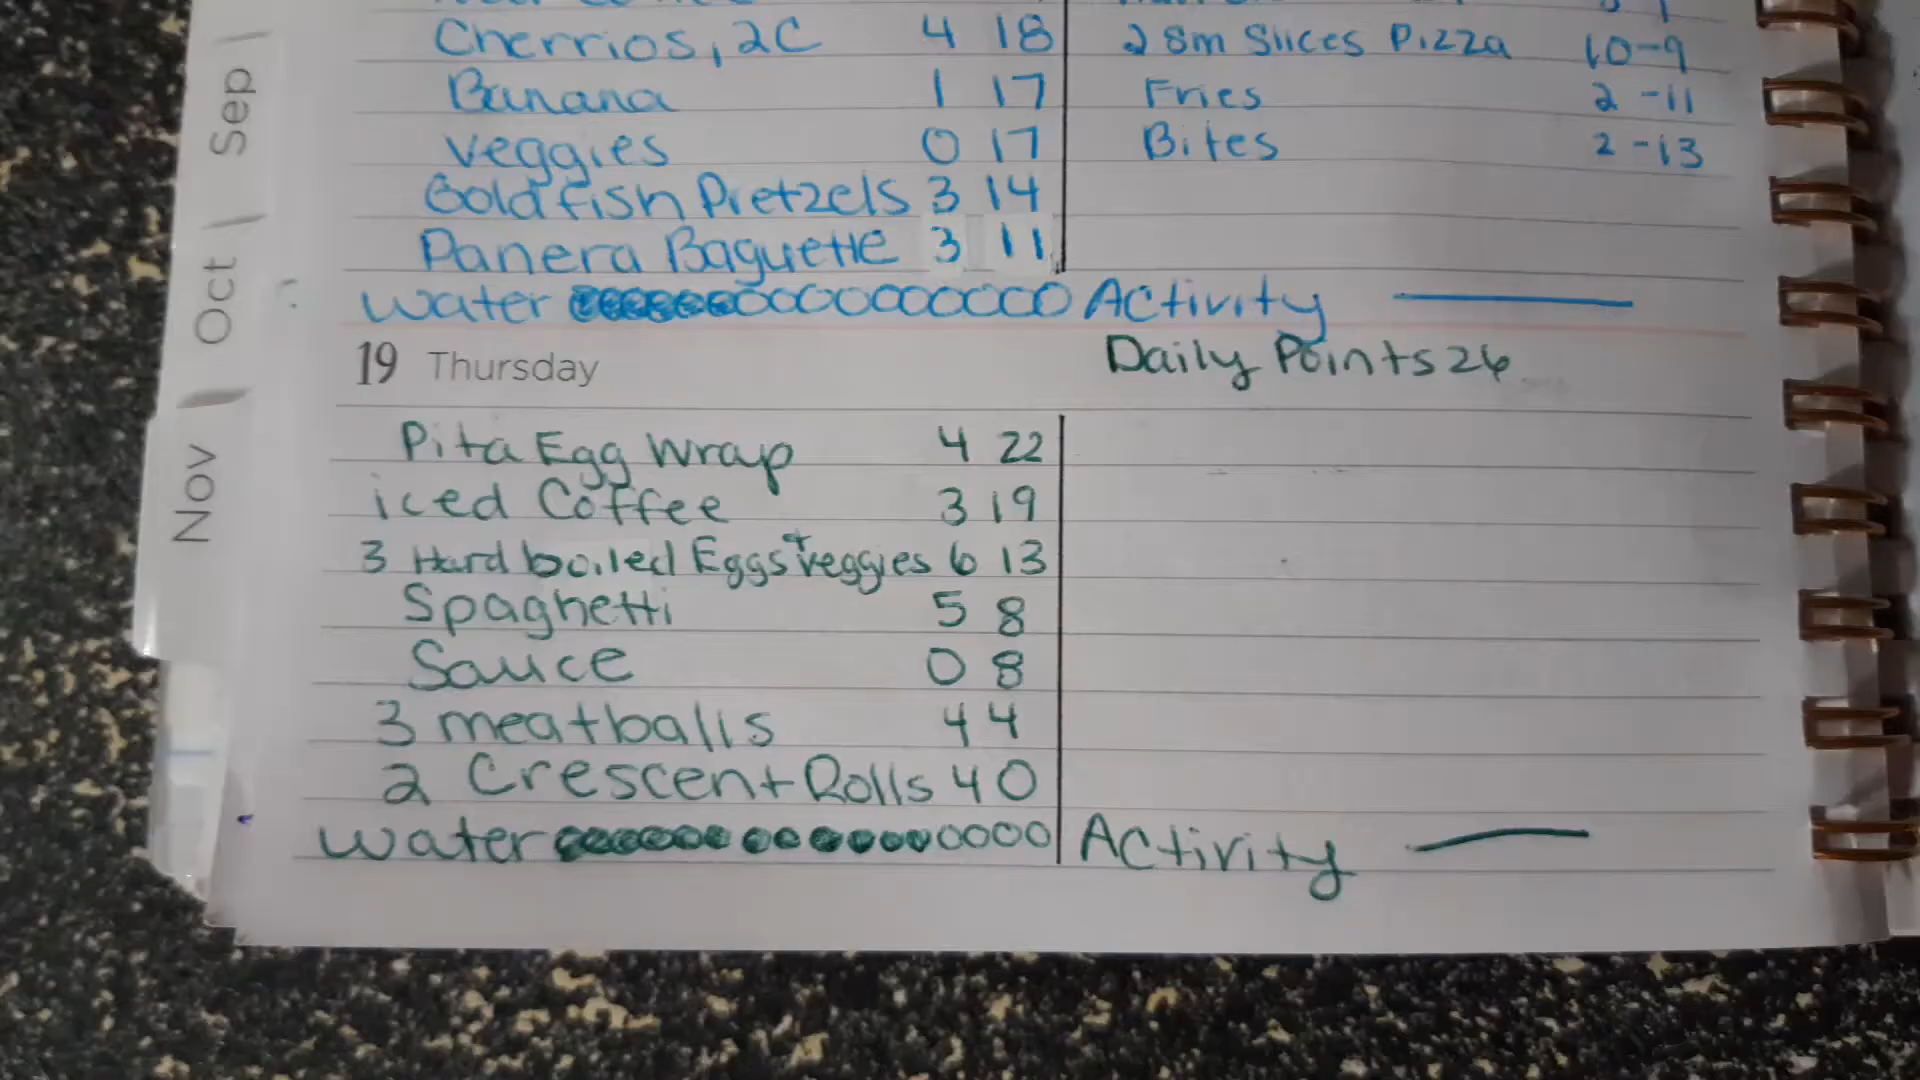 Cherrios, 2C 4 18
Banana 1 17
Veggies 0 17
Goldfish Pretzels 3 14
Panera Baguette 3 11
2 sm Slices Pizza 10 -9
Fries 2 -11
Bites 2 -13
Water
Activity
19 Thursday
Daily Points 26
Pita Egg Wrap 4 22
iced Coffee 3 19
3 Hard boiled Eggs + veggies 6 13
Spaghetti 5 8
Sauce 0 8
3 meatballs 4 4
2 Crescent Rolls 4 0
Water
Activity
Sep
Oct
Nov